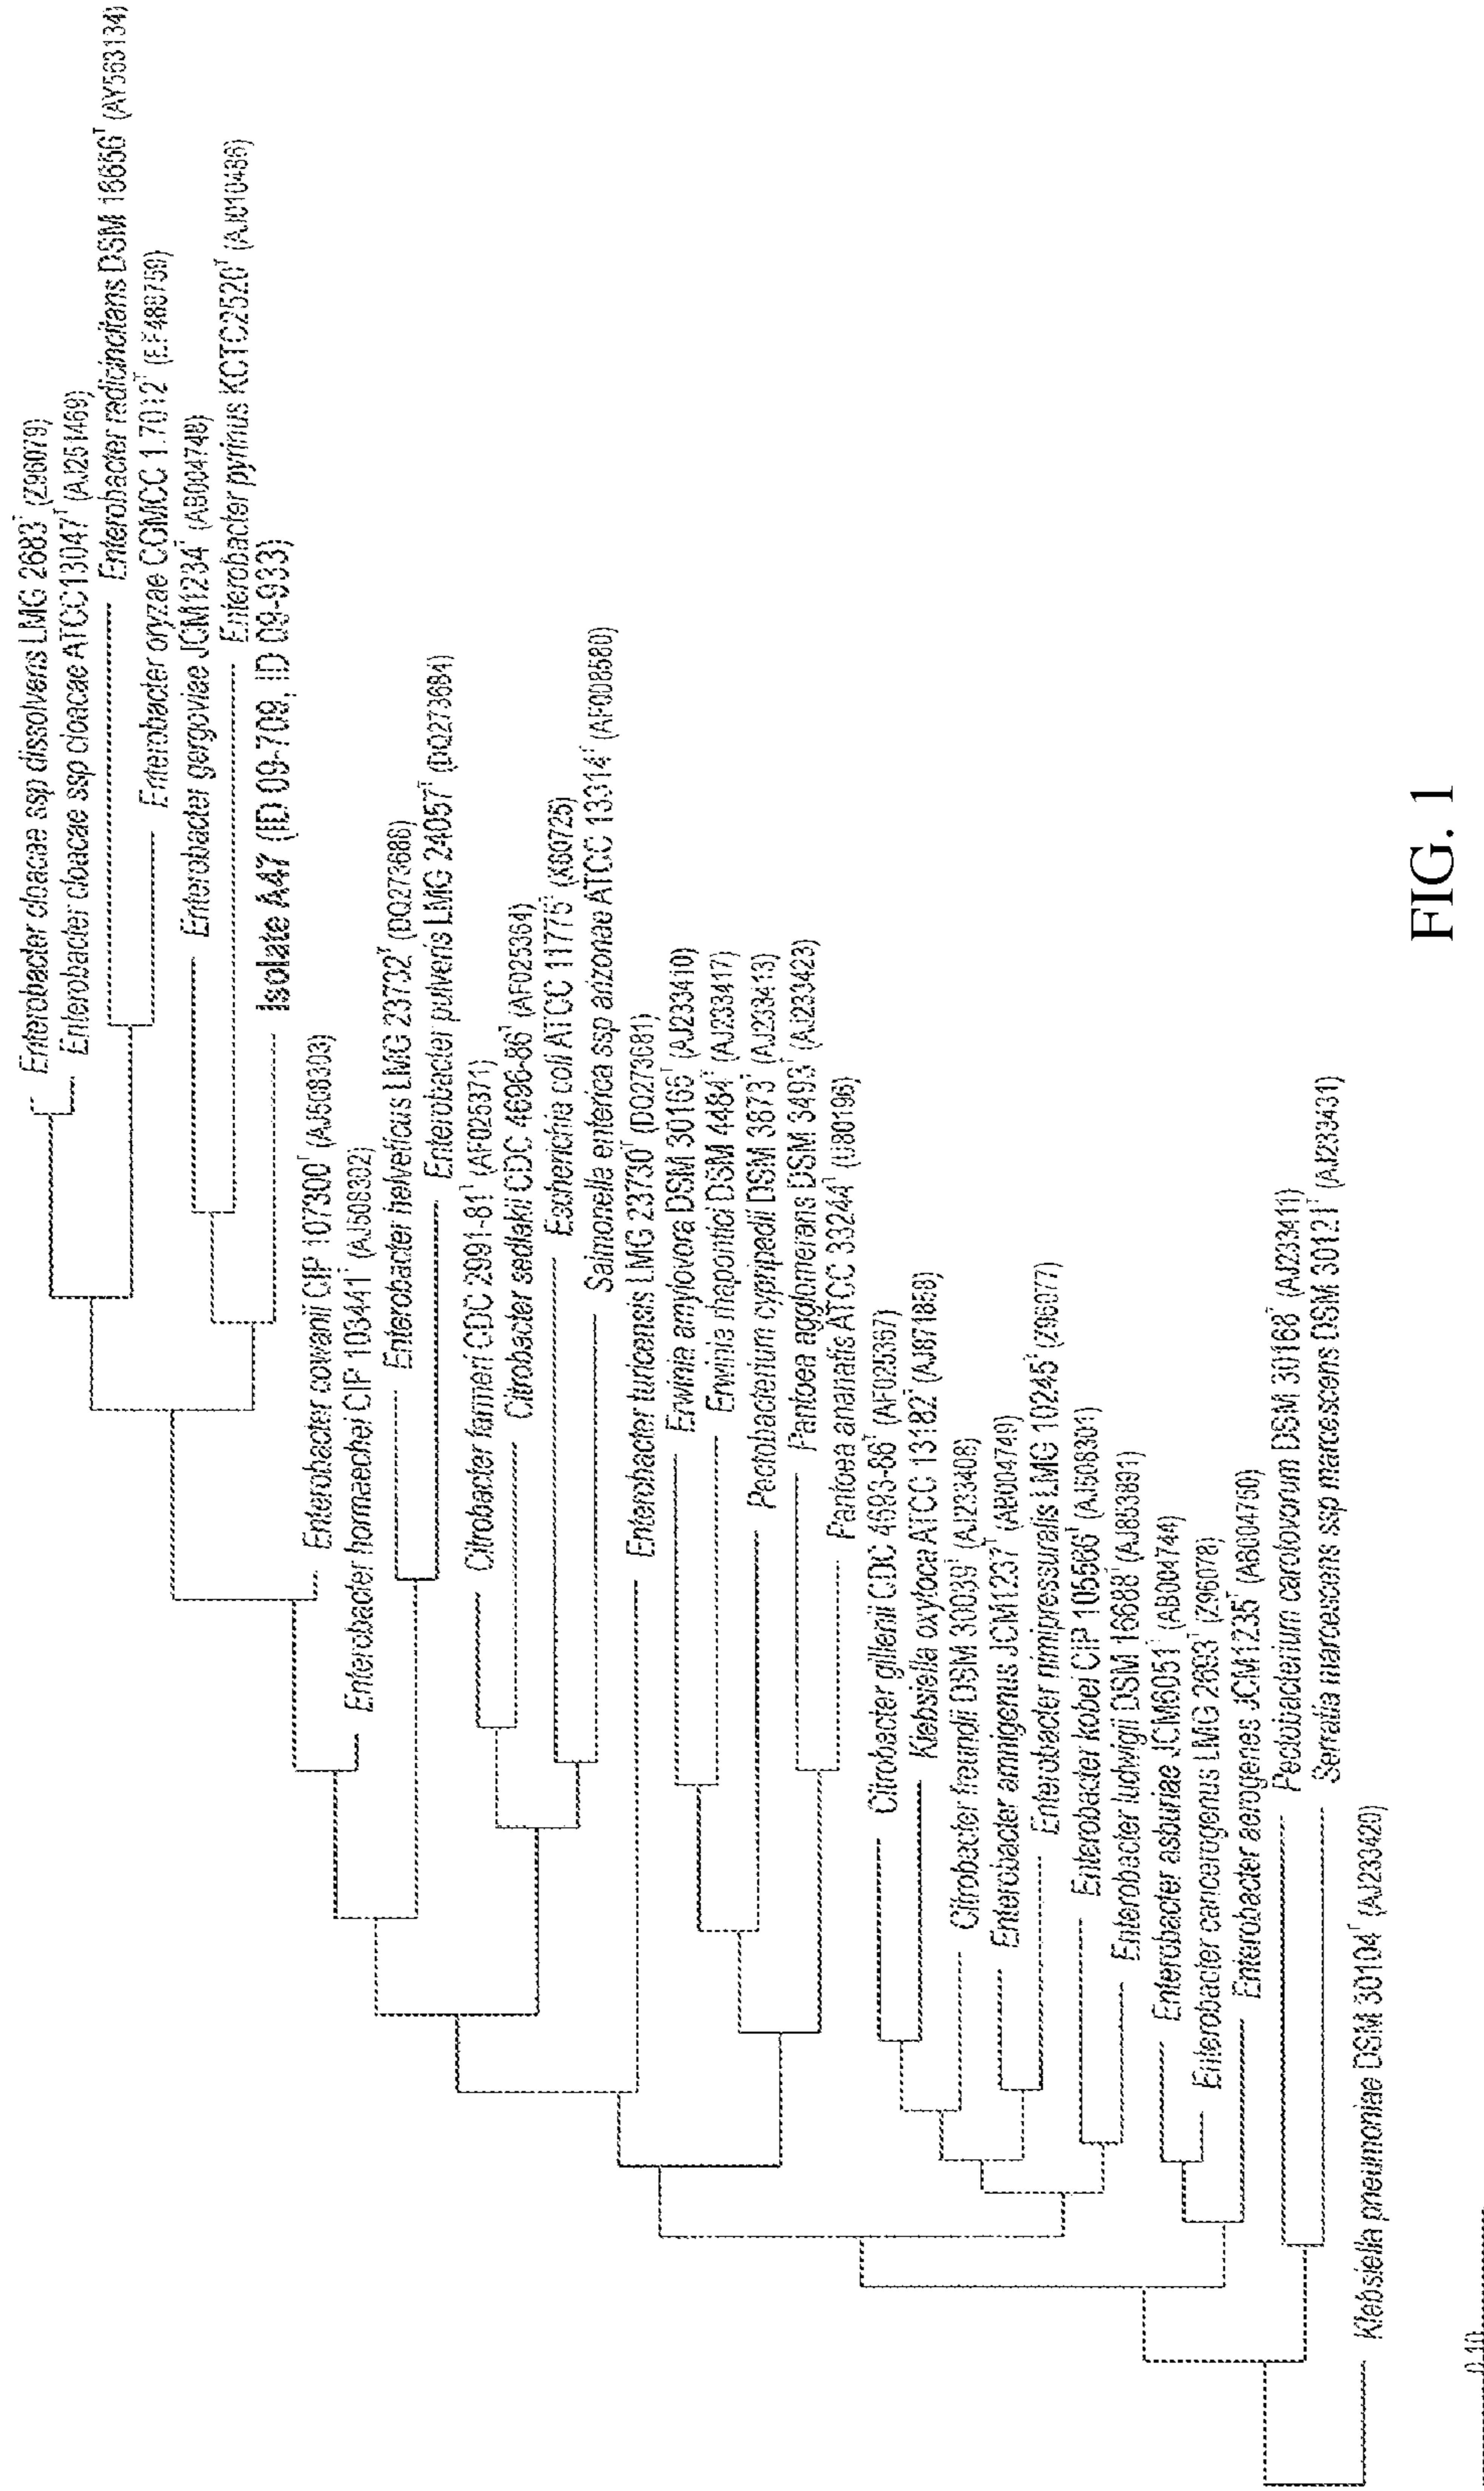 Enterobacter cloacae ssp dissolvens LMG 2683T (Z96079)
Enterobacter cloacae ssp cloacae ATCC13047T (AJ251469)
Enterobacter radicincitans DSM 16656T (AY563134)
Enterobacter oryzae CGMCC 1.7012T (EF488759)
Enterobacter gergoviae JCM1234T (AB004748)
Enterobacter pyrinus KCTC2520T (AJ010486)
Isolate A47 (ID 09-709, ID 09-933)
Enterobacter cowanii CIP 107300T (AJ508303)
Enterobacter hormaechei CIP 103441T (AJ508302)
Enterobacter helveticus LMG 23732T (DQ273688)
Enterobacter pulveris LMG 24057T (DQ273684)
Citrobacter farmeri CDC 2991-81T (AF025371)
Citrobacter sedlakii CDC 4696-86T (AF025364)
Escherichia coli ATCC 11775T (X80725)
Salmonella enterica ssp arizonae ATCC 13314T (AF008580)
Enterobacter turicensis LMG 23730T (DQ273681)
Erwinia amylovora DSM 30165T (AJ233410)
Erwinia rhapontici DSM 4484T (AJ233417)
Pectobacterium cypripedii DSM 3873T (AJ233413)
Pantoea agglomerans DSM 3493T (AJ233423)
Pantoea ananatis ATCC 33244T (U80196)
Citrobacter gillenii CDC 4693-86T (AF025367)
Klebsiella oxytoca ATCC 13182T (AJ871859)
Citrobacter freundii DSM 30039T (AJ233408)
Enterobacter amnigenus JCM1237T (AB004749)
Enterobacter nimipressuralis LMG 10245T (Z96077)
Enterobacter kobei CIP 105566T (AJ508301)
Enterobacter ludwigii DSM 16688T (AJ853891)
Enterobacter asburiae JCM6051T (AB004744)
Enterobacter cancerogenus LMG 2693T (Z96078)
Enterobacter aerogenes JCM1235T (AB004750)
Pectobacterium carotovorum DSM 30168T (AJ233411)
Serratia marcescens ssp marcescens DSM 30121T (AJ233431)
Klebsiella pneumoniae DSM 30104T (AJ233420)
0.10
FIG. 1